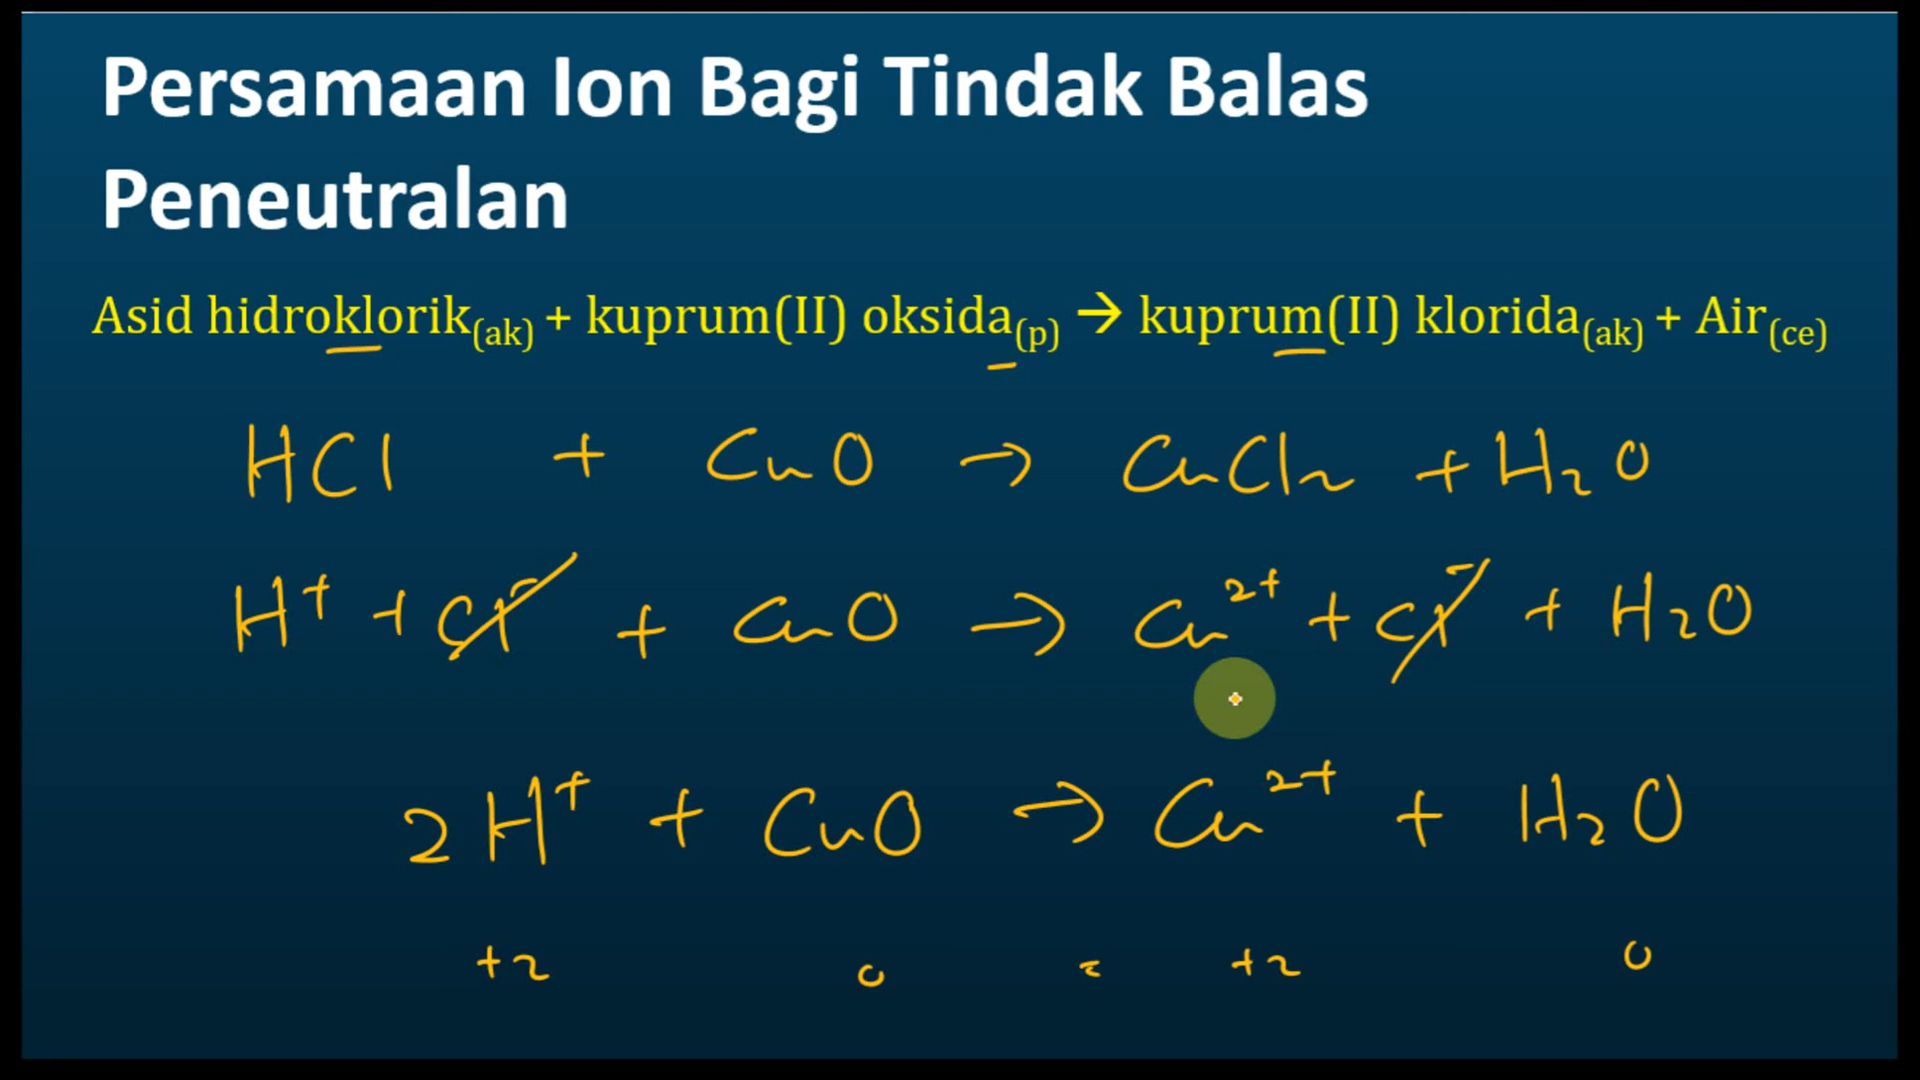 Persamaan Ion Bagi Tindak Balas
Peneutralan
Asid hidroklorik(ak) + kuprum(II) oksida(p) → kuprum(II) klorida(ak) + Air(ce)
HCl + CuO → CuCl₂ + H₂O
H⁺ + Cl⁻ + CuO → Cu²⁺ + Cl⁻ + H₂O
2H⁺ + CuO → Cu²⁺ + H₂O
+2 0 = +2 0